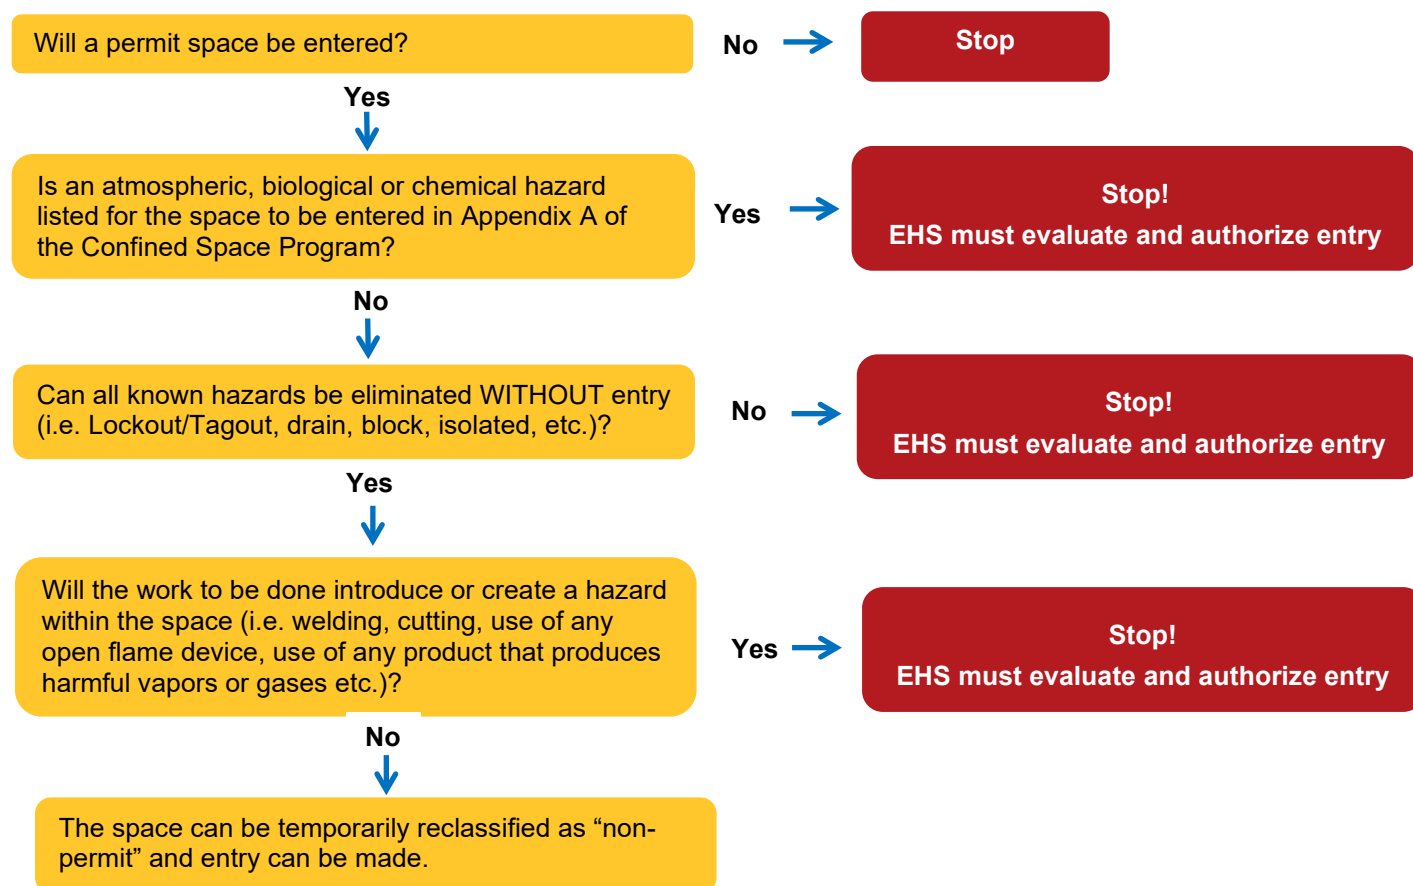 Will a permit space be entered?
No
Stop
Yes
Is an atmospheric, biological or chemical hazard
listed for the space to be entered in Appendix A of
the Confined Space Program?
Yes
Stop!
EHS must evaluate and authorize entry
No
Can all known hazards be eliminated WITHOUT entry
(i.e. Lockout/Tagout, drain, block, isolated, etc.)?
No
Stop!
EHS must evaluate and authorize entry
Yes
Will the work to be done introduce or create a hazard
within the space (i.e. welding, cutting, use of any
open flame device, use of any product that produces
harmful vapors or gases etc.)?
Yes
Stop!
EHS must evaluate and authorize entry
No
The space can be temporarily reclassified as “non-
permit” and entry can be made.